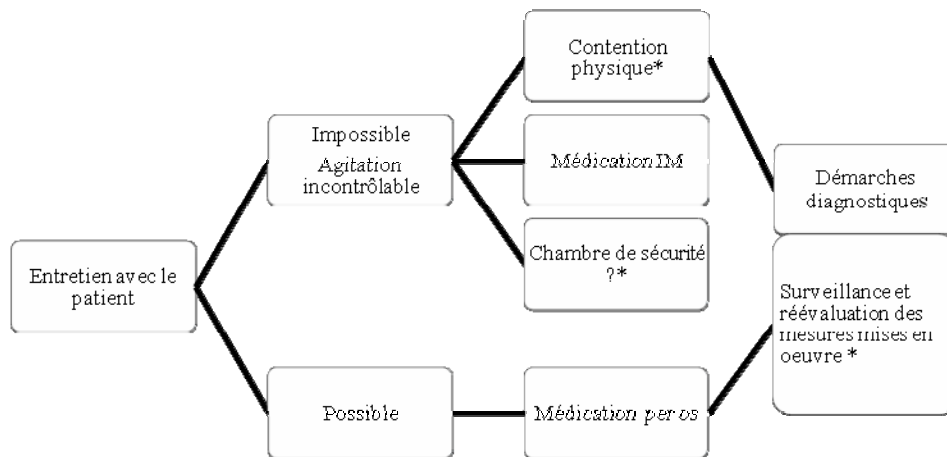 Entretien avec le
patient
Impossible
Agitation
incontrôlable
Possible
Contention
physique*
Médication IM
Chambre de sécurité
?*
Médication per os
Démarches
diagnostiques
Surveillance et
réévaluation des
mesures mises en
oeuvre *